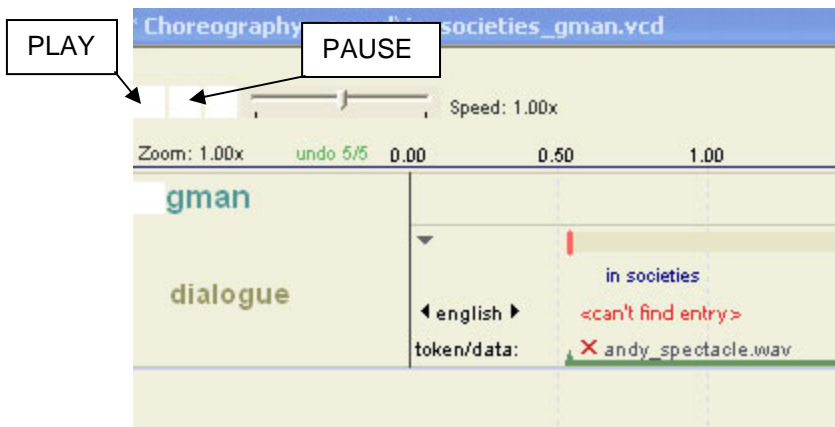 PLAY
PAUSE
* Choreography societies_gman.vcd
Speed: 1.00x
Zoom: 1.00x undo 5/5 0.00 0.50 1.00
gman
in societies
dialogue
english <can't find entry>
token/data: andy_spectacle.wav